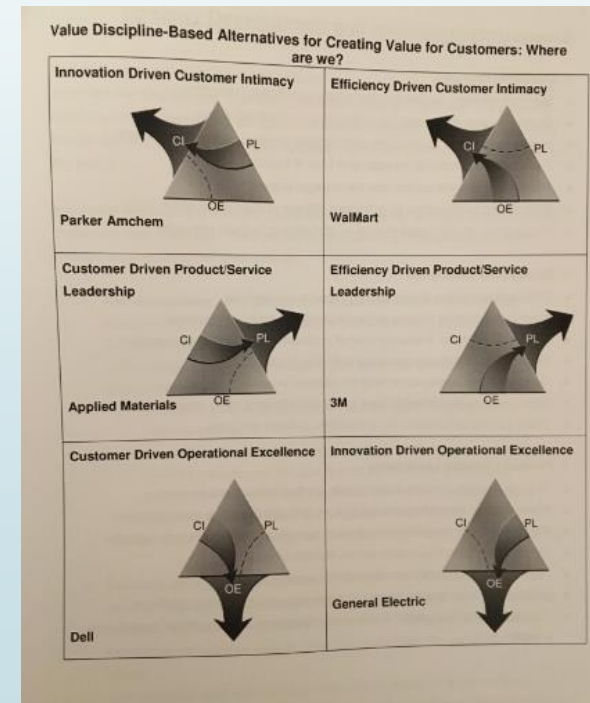 Value Discipline-Based Alternatives for Creating Value for Customers: Where
are we?
Innovation Driven Customer Intimacy
CI
PL
OE
Parker Amchem
Efficiency Driven Customer Intimacy
CI
PL
OE
WalMart
Customer Driven Product/Service
Leadership
CI
PL
OE
Applied Materials
Efficiency Driven Product/Service
Leadership
CI
PL
OE
3M
Customer Driven Operational Excellence
CI
PL
OE
Dell
Innovation Driven Operational Excellence
CI
PL
OE
General Electric